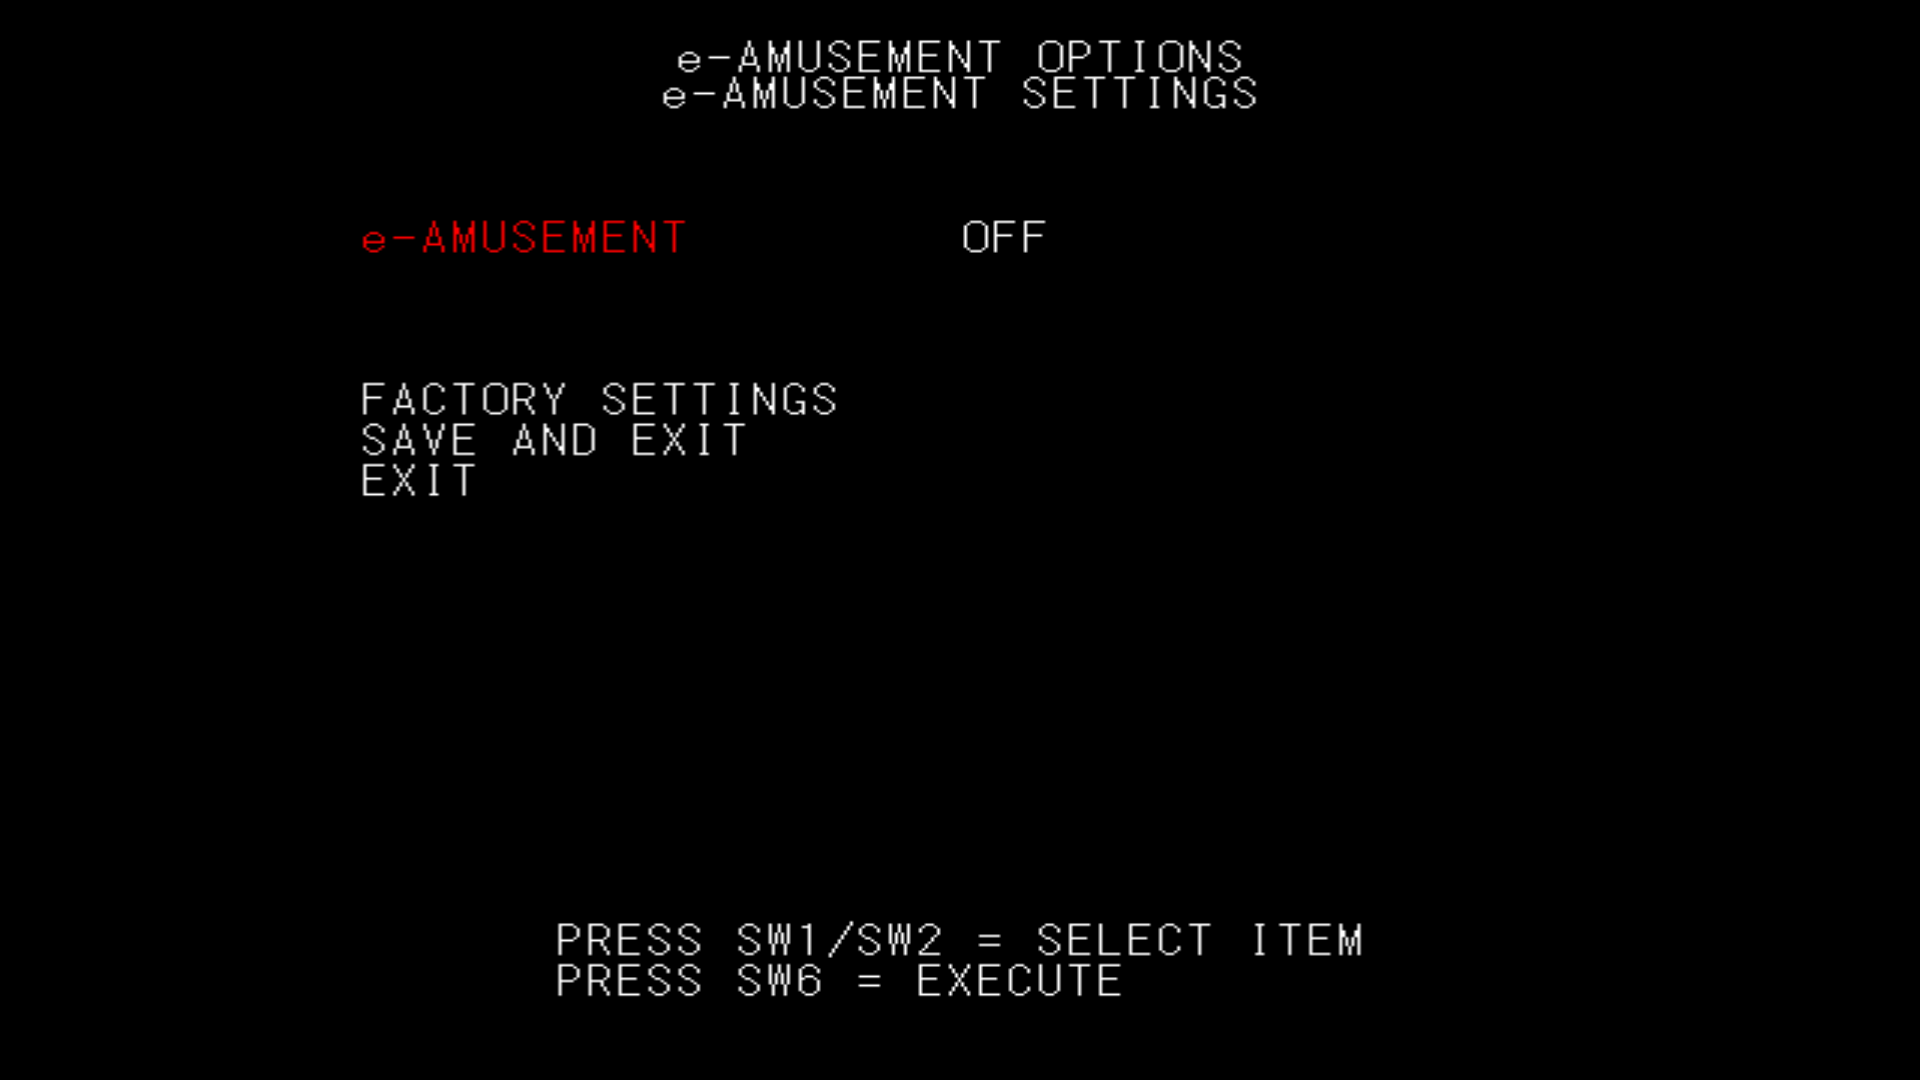 e-AMUSEMENT OPTIONS
e-AMUSEMENT SETTINGS
e-AMUSEMENT OFF
FACTORY SETTINGS
SAVE AND EXIT
EXIT
PRESS SW1/SW2 = SELECT ITEM
PRESS SW6 = EXECUTE